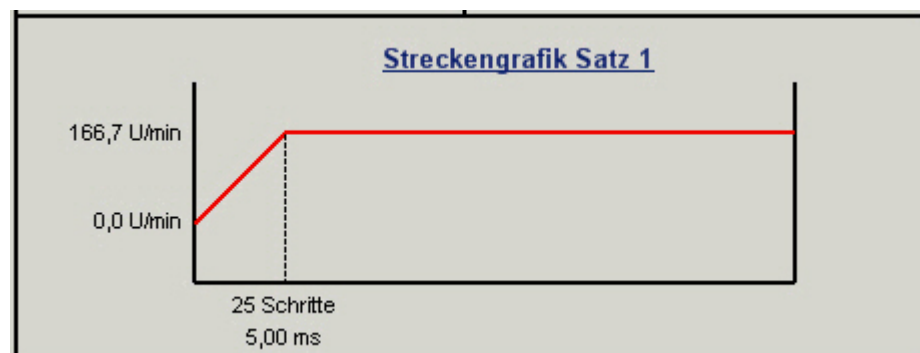 Streckengrafik Satz 1
166,7 U/min
0,0 U/min
25 Schritte
5,00 ms